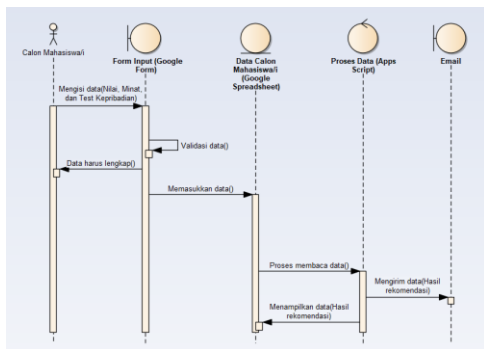 Calon Mahasiswa/i
Form Input (Google
Form)
Data Calon
Mahasiswa/i
(Google
Spreadsheet)
Proses Data (Apps
Script)
Email
Mengisi data(Nilai, Minat,
dan Test Kepribadian)
Validasi data()
Data harus lengkap()
Memasukkan data()
Proses membaca data()
Mengirim data(Hasil
rekomendasi)
Menampilkan data(Hasil
rekomendasi)